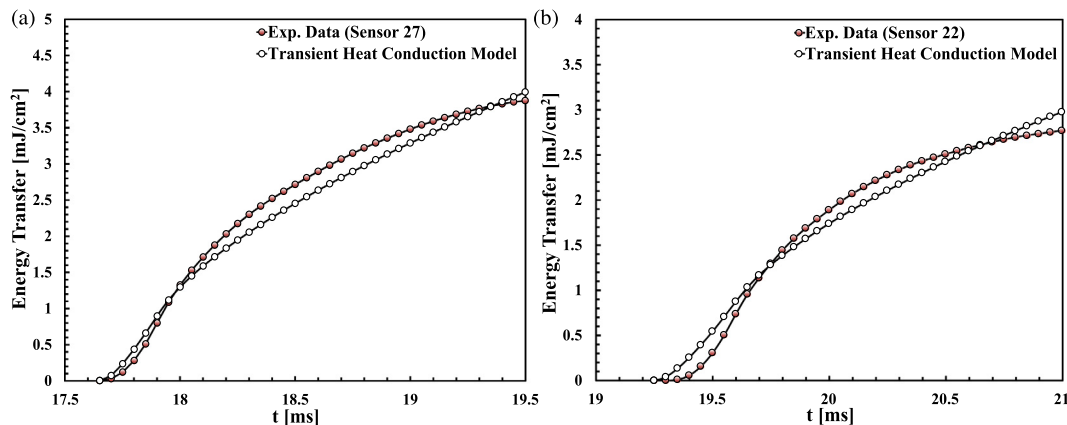 (a)
Exp. Data (Sensor 27)
Transient Heat Conduction Model
Energy Transfer [mJ/cm²]
5
4.5
4
3.5
3
2.5
2
1.5
1
0.5
0
17.5 18 18.5 19 19.5
t [ms]
(b)
Exp. Data (Sensor 22)
Transient Heat Conduction Model
Energy Transfer [mJ/cm²]
4
3.5
3
2.5
2
1.5
1
0.5
0
19 19.5 20 20.5 21
t [ms]